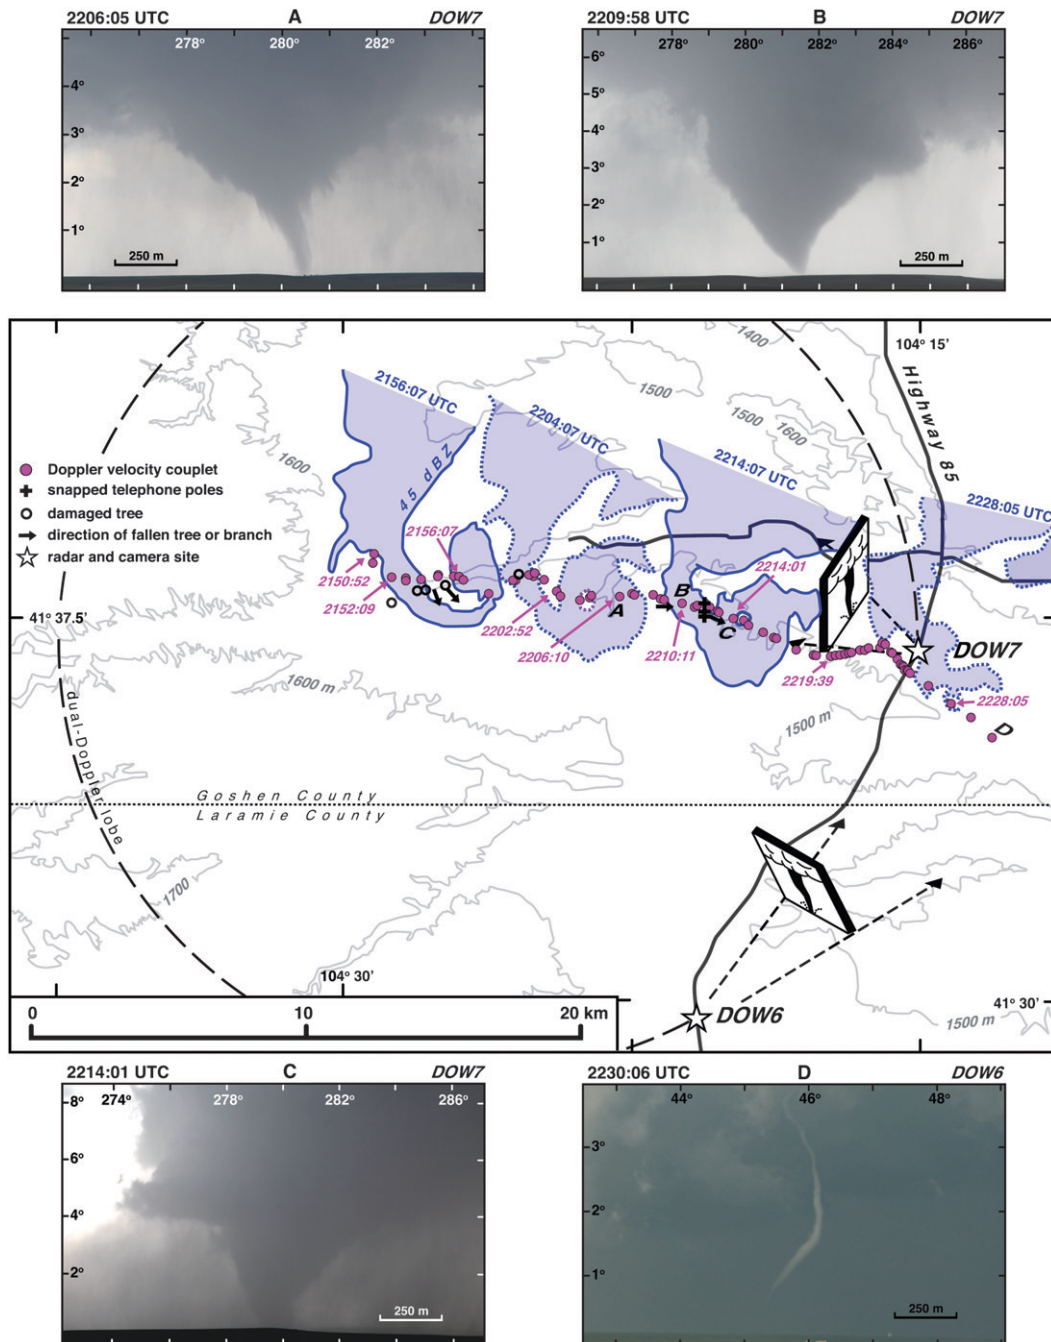 2206:05 UTC A DOW7
278° 280° 282°
4°
3°
2°
1°
250 m
2209:58 UTC B DOW7
278° 280° 282° 284° 286°
6°
5°
4°
3°
2°
1°
250 m
104° 15'
1400
Highway 85
1500
1500
1600
1600
2156:07 UTC
2204:07 UTC
2214:07 UTC
2228:05 UTC
45 dBZ
Doppler velocity couplet
snapped telephone poles
damaged tree
direction of fallen tree or branch
radar and camera site
2156:07
2150:52
2152:09
2214:01
A
B
C
41° 37.5'
2202:52
2206:10
2210:11
2219:39
DOW7
2228:05
D
1600 m
1500 m
dual-Doppler lobe
Goshen County
Laramie County
1700
104° 30'
41° 30'
DOW6
1500 m
0 10 20 km
2214:01 UTC C DOW7
274° 278° 282° 286°
8°
6°
4°
2°
250 m
2230:06 UTC D DOW6
44° 46° 48°
3°
2°
1°
250 m